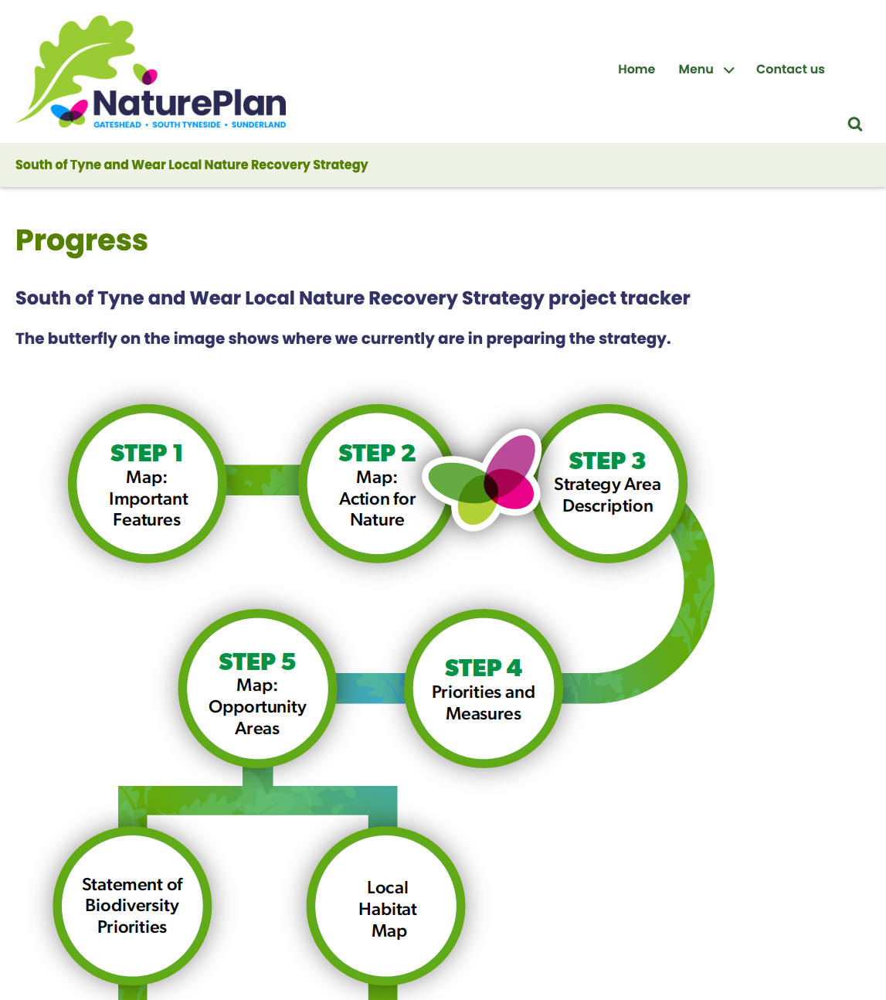 NaturePlan
GATESHEAD • SOUTH TYNESIDE • SUNDERLAND
Home
Menu
Contact us
South of Tyne and Wear Local Nature Recovery Strategy
Progress
South of Tyne and Wear Local Nature Recovery Strategy project tracker
The butterfly on the image shows where we currently are in preparing the strategy.
STEP 1
Map:
Important
Features
STEP 2
Map:
Action for
Nature
STEP 3
Strategy Area
Description
STEP 5
Map:
Opportunity
Areas
STEP 4
Priorities and
Measures
Statement of
Biodiversity
Priorities
Local
Habitat
Map